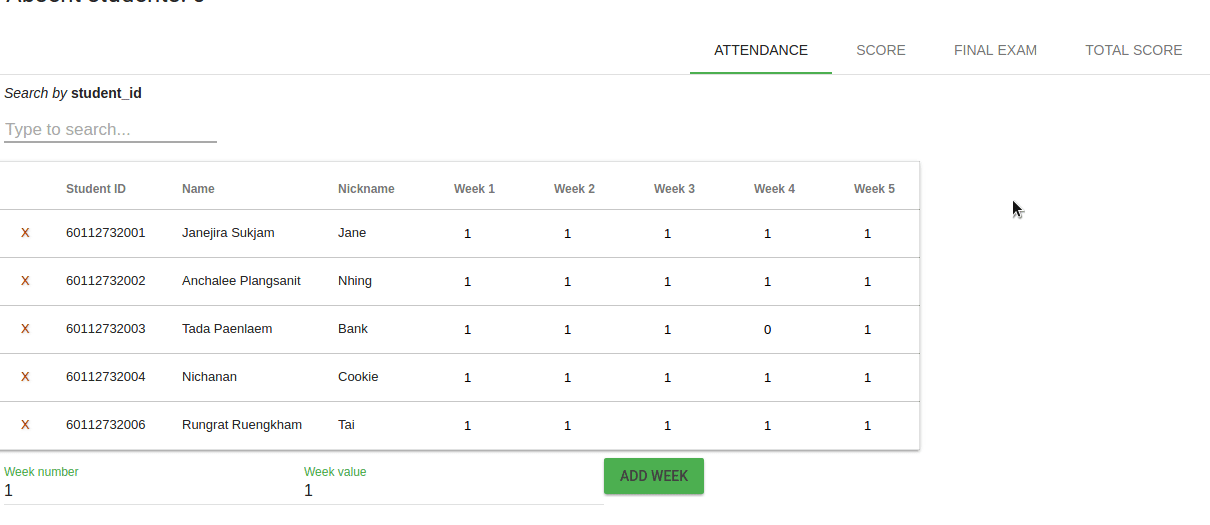 Absent students: 0
ATTENDANCE SCORE FINAL EXAM TOTAL SCORE
Search by student_id
Type to search...
Student ID Name Nickname Week 1 Week 2 Week 3 Week 4 Week 5
X 60112732001 Janejira Sukjam Jane 1 1 1 1 1
X 60112732002 Anchalee Plangsanit Nhing 1 1 1 1 1
X 60112732003 Tada Paenlaem Bank 1 1 1 0 1
X 60112732004 Nichanan Cookie 1 1 1 1 1
X 60112732006 Rungrat Ruengkham Tai 1 1 1 1 1
Week number Week value
1 1 ADD WEEK